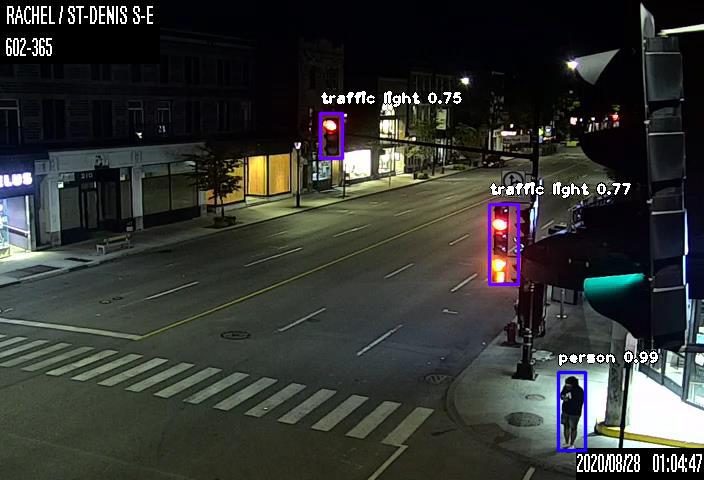 RACHEL / ST-DENIS S-E
602-365
traffic light 0.75
traffic light 0.77
person 0.99
210
ELUS
2020/08/28 01:04:47